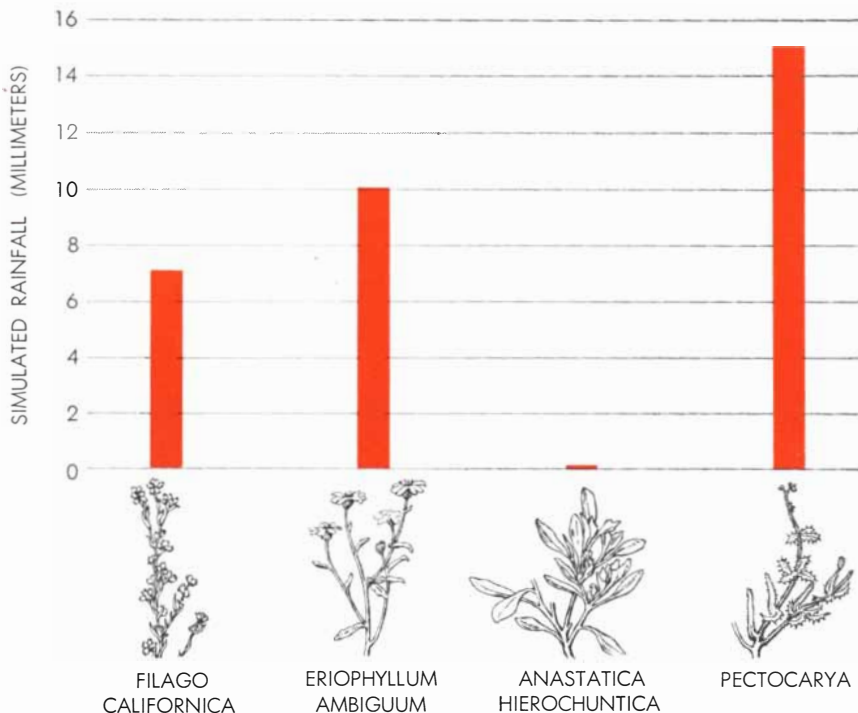 SIMULATED RAINFALL (MILLIMETERS)
16
14
12
10
8
6
4
2
0
FILAGO
CALIFORNICA
ERIOPHYLLUM
AMBIGUUM
ANASTATICA
HIEROCHUNTICA
PECTOCARYA